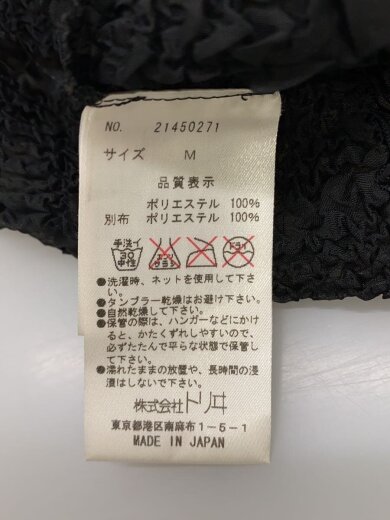 NO. 21450271
サイズ M
品質表示
ポリエステル 100%
別布 ポリエステル 100%
手洗イ 30 中性 エンソサラシ ドライ
●洗濯時、ネットを使用して下さい。
●タンブラー乾燥はお避け下さい。
●自然乾燥して下さい。
●保管の際は、ハンガーなどにかけると、かたくずれしやすいので、必ずたたんで平らな状態で保管して下さい。
●濡れたままの放置や、長時間の浸漬はしないで下さい。
株式会社トリヰ
東京都港区南麻布1-5-1
MADE IN JAPAN